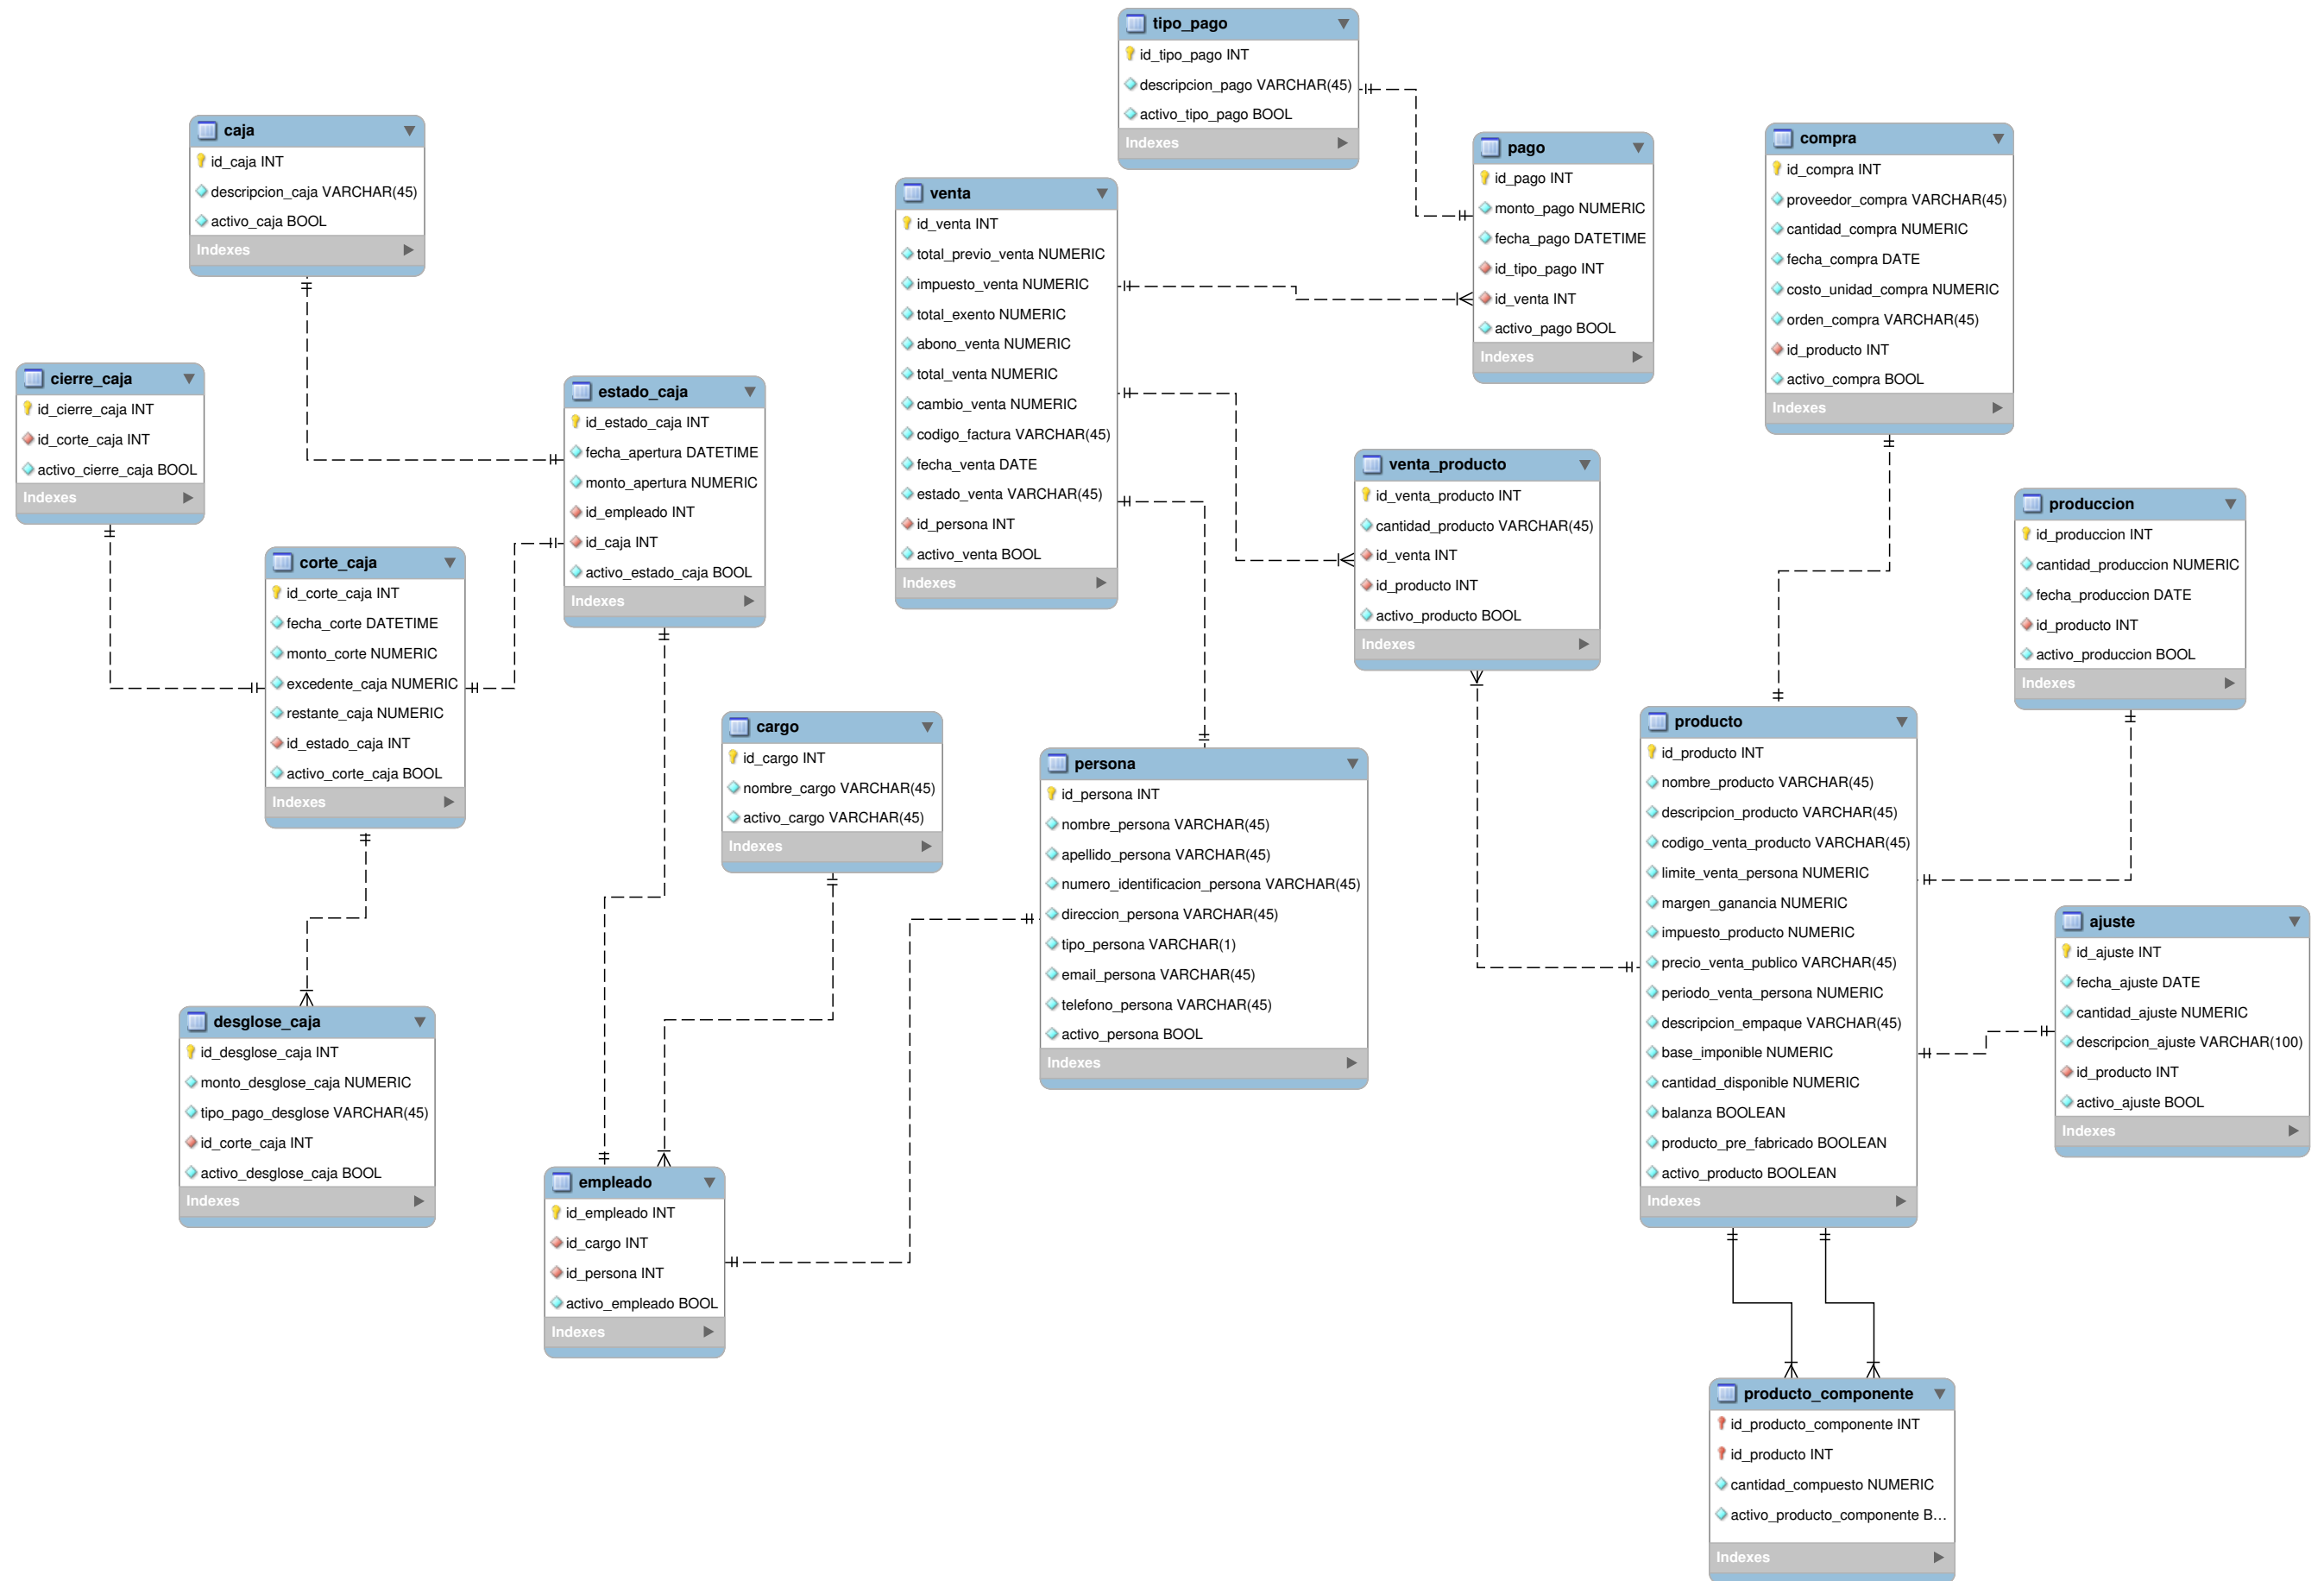 tipo_pago
id_tipo_pago INT
descripcion_pago VARCHAR(45)
activo_tipo_pago BOOL
Indexes
caja
id_caja INT
descripcion_caja VARCHAR(45)
activo_caja BOOL
Indexes
pago
id_pago INT
monto_pago NUMERIC
fecha_pago DATETIME
id_tipo_pago INT
id_venta INT
activo_pago BOOL
Indexes
compra
id_compra INT
proveedor_compra VARCHAR(45)
cantidad_compra NUMERIC
fecha_compra DATE
costo_unidad_compra NUMERIC
orden_compra VARCHAR(45)
id_producto INT
activo_compra BOOL
Indexes
venta
id_venta INT
total_previo_venta NUMERIC
impuesto_venta NUMERIC
total_exento NUMERIC
abono_venta NUMERIC
total_venta NUMERIC
cambio_venta NUMERIC
codigo_factura VARCHAR(45)
fecha_venta DATE
estado_venta VARCHAR(45)
id_persona INT
activo_venta BOOL
Indexes
cierre_caja
id_cierre_caja INT
id_corte_caja INT
activo_cierre_caja BOOL
Indexes
estado_caja
id_estado_caja INT
fecha_apertura DATETIME
monto_apertura NUMERIC
id_empleado INT
id_caja INT
activo_estado_caja BOOL
Indexes
venta_producto
id_venta_producto INT
cantidad_producto VARCHAR(45)
id_venta INT
id_producto INT
activo_producto BOOL
Indexes
produccion
id_produccion INT
cantidad_produccion NUMERIC
fecha_produccion DATE
id_producto INT
activo_produccion BOOL
Indexes
corte_caja
id_corte_caja INT
fecha_corte DATETIME
monto_corte NUMERIC
excedente_caja NUMERIC
restante_caja NUMERIC
id_estado_caja INT
activo_corte_caja BOOL
Indexes
cargo
id_cargo INT
nombre_cargo VARCHAR(45)
activo_cargo VARCHAR(45)
Indexes
persona
id_persona INT
nombre_persona VARCHAR(45)
apellido_persona VARCHAR(45)
numero_identificacion_persona VARCHAR(45)
direccion_persona VARCHAR(45)
tipo_persona VARCHAR(1)
email_persona VARCHAR(45)
telefono_persona VARCHAR(45)
activo_persona BOOL
Indexes
producto
id_producto INT
nombre_producto VARCHAR(45)
descripcion_producto VARCHAR(45)
codigo_venta_producto VARCHAR(45)
limite_venta_persona NUMERIC
margen_ganancia NUMERIC
impuesto_producto NUMERIC
precio_venta_publico VARCHAR(45)
periodo_venta_persona NUMERIC
descripcion_empaque VARCHAR(45)
base_imponible NUMERIC
cantidad_disponible NUMERIC
balanza BOOLEAN
producto_pre_fabricado BOOLEAN
activo_producto BOOLEAN
Indexes
ajuste
id_ajuste INT
fecha_ajuste DATE
cantidad_ajuste NUMERIC
descripcion_ajuste VARCHAR(100)
id_producto INT
activo_ajuste BOOL
Indexes
desglose_caja
id_desglose_caja INT
monto_desglose_caja NUMERIC
tipo_pago_desglose VARCHAR(45)
id_corte_caja INT
activo_desglose_caja BOOL
Indexes
empleado
id_empleado INT
id_cargo INT
id_persona INT
activo_empleado BOOL
Indexes
producto_componente
id_producto_componente INT
id_producto INT
cantidad_compuesto NUMERIC
activo_producto_componente B...
Indexes